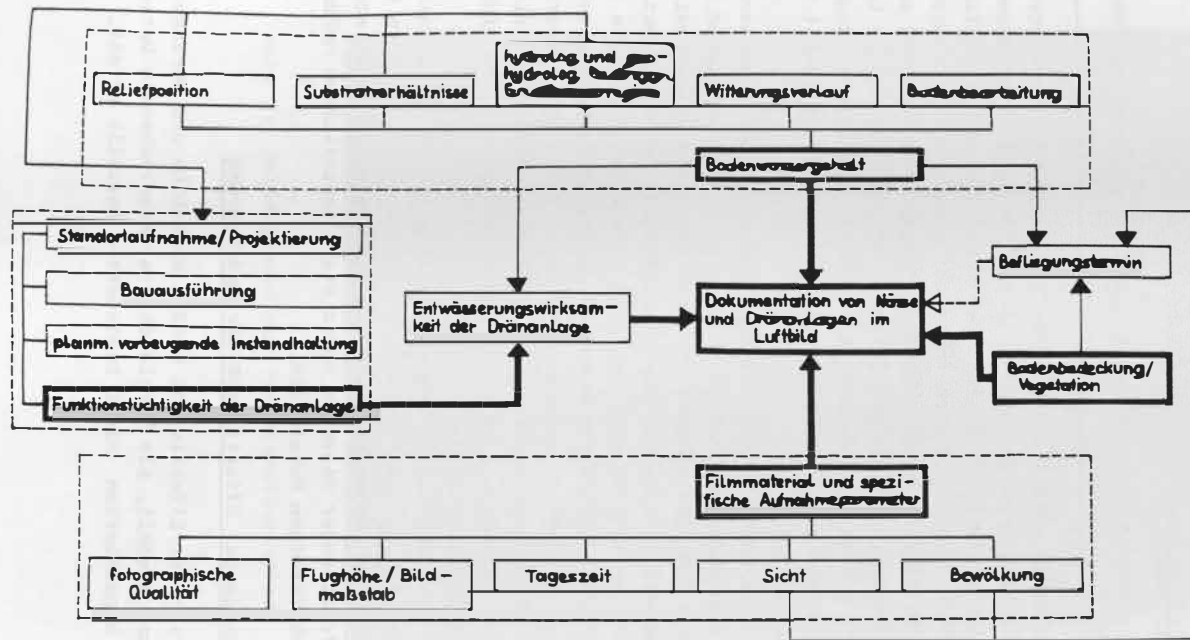 hydrolog und geo-
hydrolog
Reliefposition
Substratverhältnisse
Witterungsverlauf
Bodenbearbeitung
Bodenwassergehalt
Standortaufnahme/Projektierung
Bauausführung
planm. vorbeugende Instandhaltung
Funktionstüchtigkeit der Dränanlage
Entwässerungswirksam-
keit der Dränanlage
Dokumentation von Nässe
und Dränanlagen im
Luftbild
Befliegungstermin
Bodenbedeckung/
Vegetation
Filmmaterial und spezi-
fische Aufnahmeparameter
fotographische
Qualität
Flughöhe / Bild-
maßstab
Tageszeit
Sicht
Bewölkung